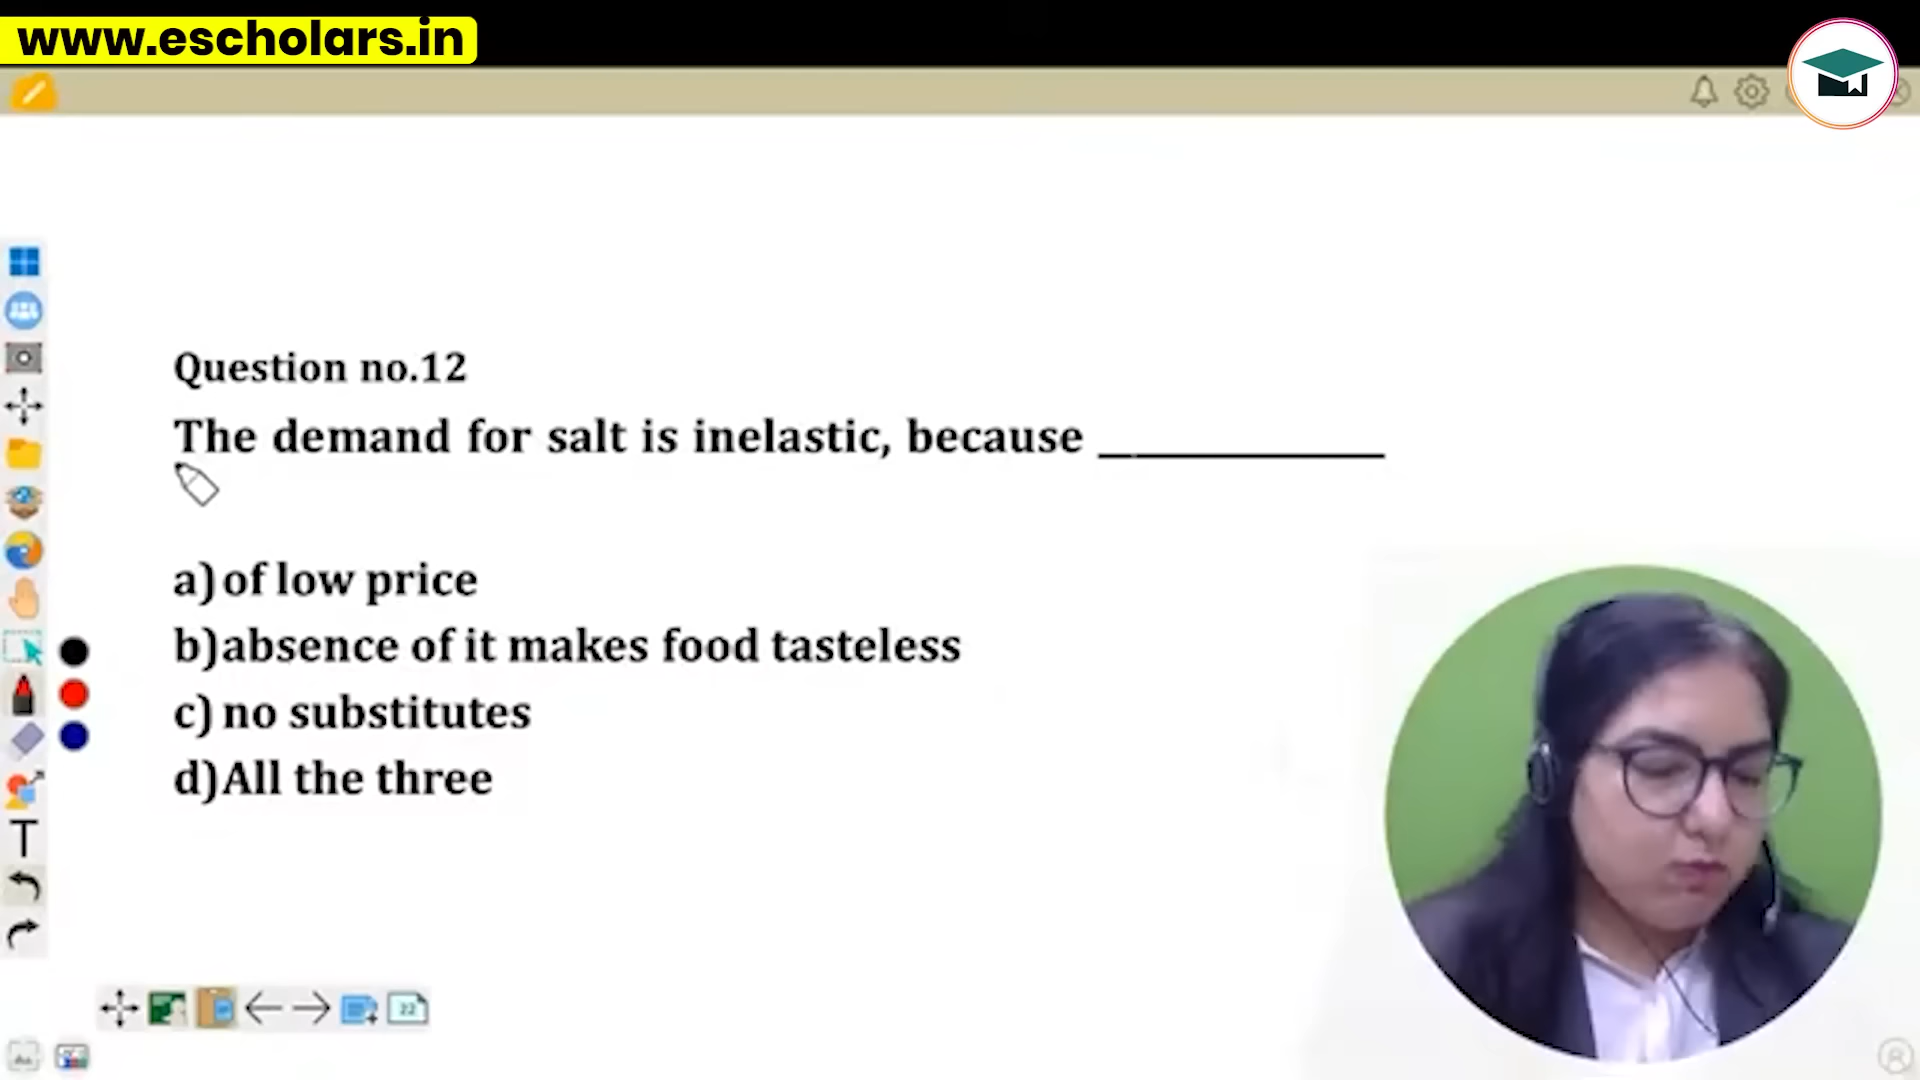 www.escholars.in
Question no.12
The demand for salt is inelastic, because ____________
a) of low price
b) absence of it makes food tasteless
c) no substitutes
d) All the three
T
22